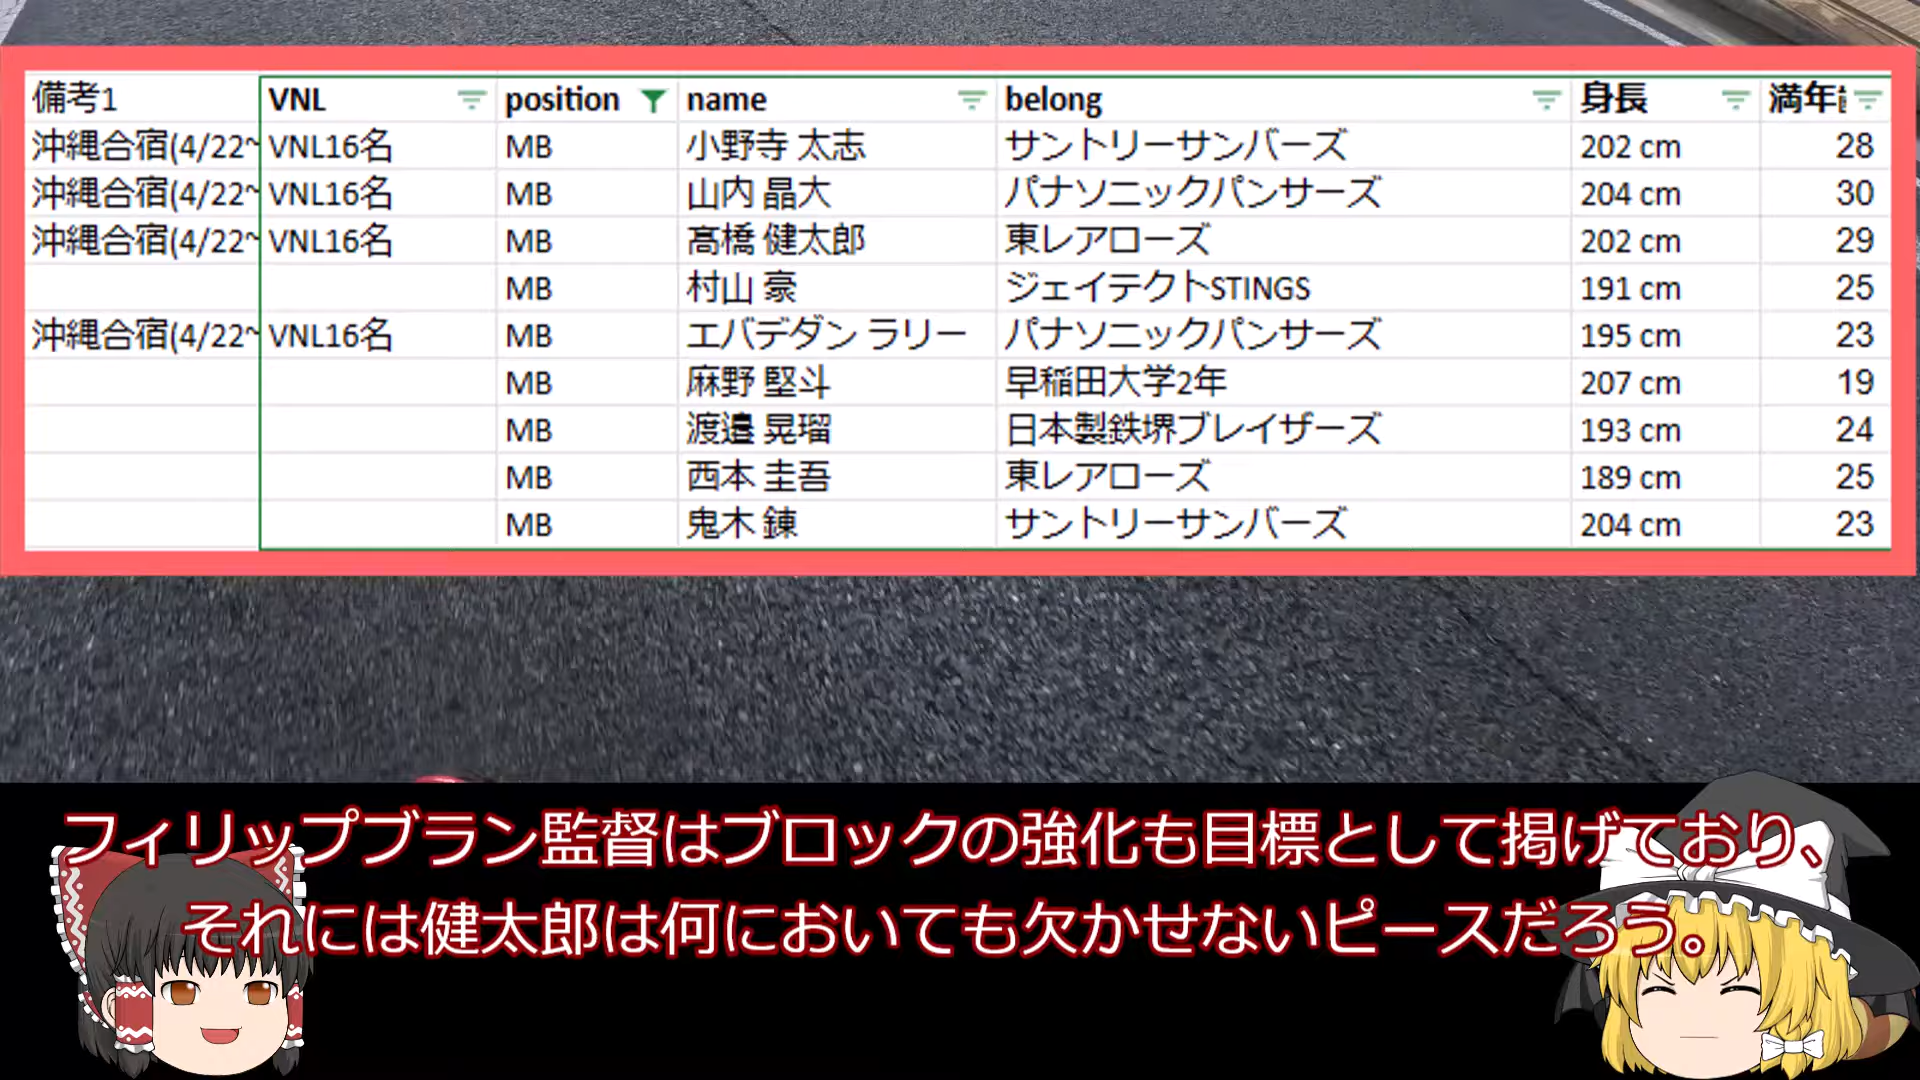 備考1 VNL position name belong 身長 満年
沖縄合宿(4/22~ VNL16名 MB 小野寺 太志 サントリーサンバーズ 202 cm 28
沖縄合宿(4/22~ VNL16名 MB 山内 晶大 パナソニックパンサーズ 204 cm 30
沖縄合宿(4/22~ VNL16名 MB 髙橋 健太郎 東レアローズ 202 cm 29
MB 村山 豪 ジェイテクトSTINGS 191 cm 25
沖縄合宿(4/22~ VNL16名 MB エバデダン ラリー パナソニックパンサーズ 195 cm 23
MB 麻野 堅斗 早稲田大学2年 207 cm 19
MB 渡邉 晃瑠 日本製鉄堺ブレイザーズ 193 cm 24
MB 西本 圭吾 東レアローズ 189 cm 25
MB 鬼木 錬 サントリーサンバーズ 204 cm 23
フィリップブラン監督はブロックの強化も目標として掲げており、
それには健太郎は何においても欠かせないピースだろう。